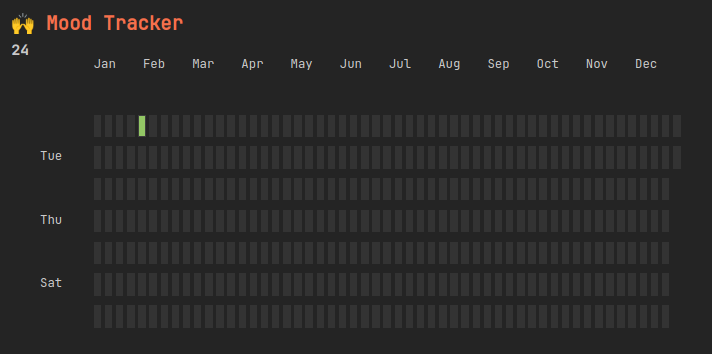 🙌 Mood Tracker
24
Jan Feb Mar Apr May Jun Jul Aug Sep Oct Nov Dec
Tue
Thu
Sat